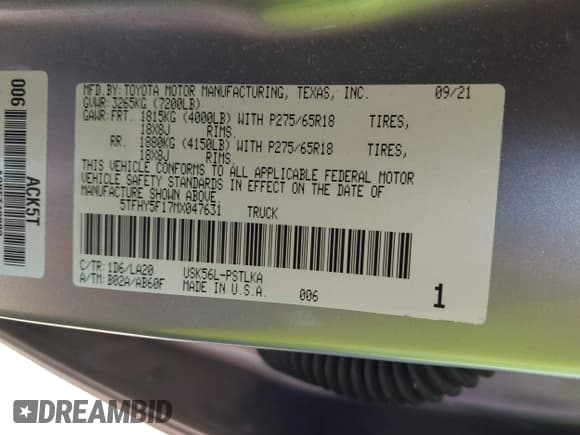 MFD.BY:TOYOTA MOTOR MANUFACTURING, TEXAS, INC. 09/21
GVWR: 3265KG (7200LB)
GAWR:FRT. 1815KG (4000LB) WITH P275/65R18 TIRES,
18X8J RIMS.
RR. 1880KG (4150LB) WITH P275/65R18 TIRES,
18X8J RIMS.
THIS VEHICLE CONFORMS TO ALL APPLICABLE FEDERAL MOTOR
VEHICLE SAFETY STANDARDS IN EFFECT ON THE DATE OF
MANUFACTURE SHOWN ABOVE.
5TFHY5F17MX047631 TRUCK
C/TR: 1D6/LA20 USK56L-PSTLKA
A/TM: B02A/AB60F MADE IN U.S.A. 006 1
006
ACK5T
DREAMBID